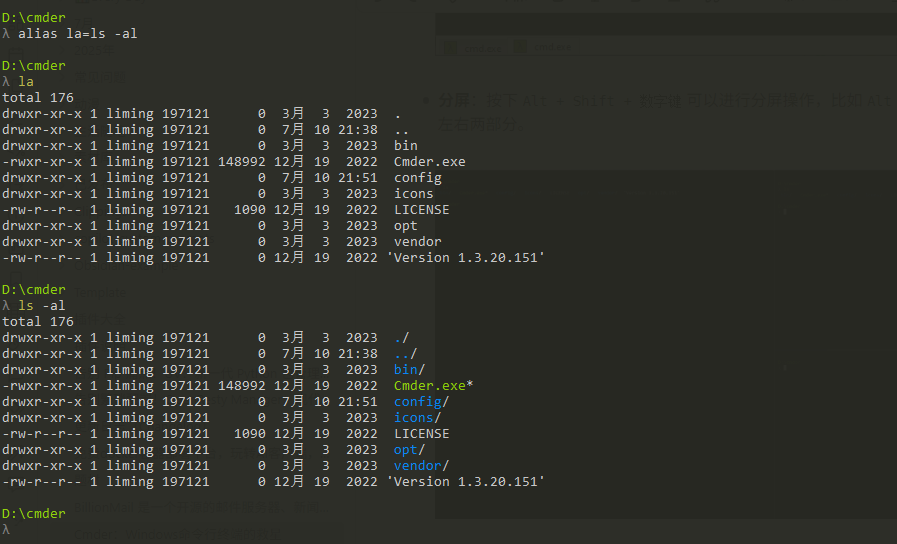 D:\cmder
λ alias la=ls -al
D:\cmder
λ la
total 176
drwxr-xr-x 1 liming 197121      0  3月  3  2023  .
drwxr-xr-x 1 liming 197121      0  7月 10 21:38  ..
drwxr-xr-x 1 liming 197121      0  3月  3  2023  bin
-rwxr-xr-x 1 liming 197121 148992 12月 19  2022  Cmder.exe
drwxr-xr-x 1 liming 197121      0  7月 10 21:51  config
drwxr-xr-x 1 liming 197121      0  3月  3  2023  icons
-rw-r--r-- 1 liming 197121   1090 12月 19  2022  LICENSE
drwxr-xr-x 1 liming 197121      0  3月  3  2023  opt
drwxr-xr-x 1 liming 197121      0  3月  3  2023  vendor
-rw-r--r-- 1 liming 197121      0 12月 19  2022 'Version 1.3.20.151'
D:\cmder
λ ls -al
total 176
drwxr-xr-x 1 liming 197121      0  3月  3  2023  ./
drwxr-xr-x 1 liming 197121      0  7月 10 21:38  ../
drwxr-xr-x 1 liming 197121      0  3月  3  2023  bin/
-rwxr-xr-x 1 liming 197121 148992 12月 19  2022  Cmder.exe*
drwxr-xr-x 1 liming 197121      0  7月 10 21:51  config/
drwxr-xr-x 1 liming 197121      0  3月  3  2023  icons/
-rw-r--r-- 1 liming 197121   1090 12月 19  2022  LICENSE
drwxr-xr-x 1 liming 197121      0  3月  3  2023  opt/
drwxr-xr-x 1 liming 197121      0  3月  3  2023  vendor/
-rw-r--r-- 1 liming 197121      0 12月 19  2022 'Version 1.3.20.151'
D:\cmder
λ